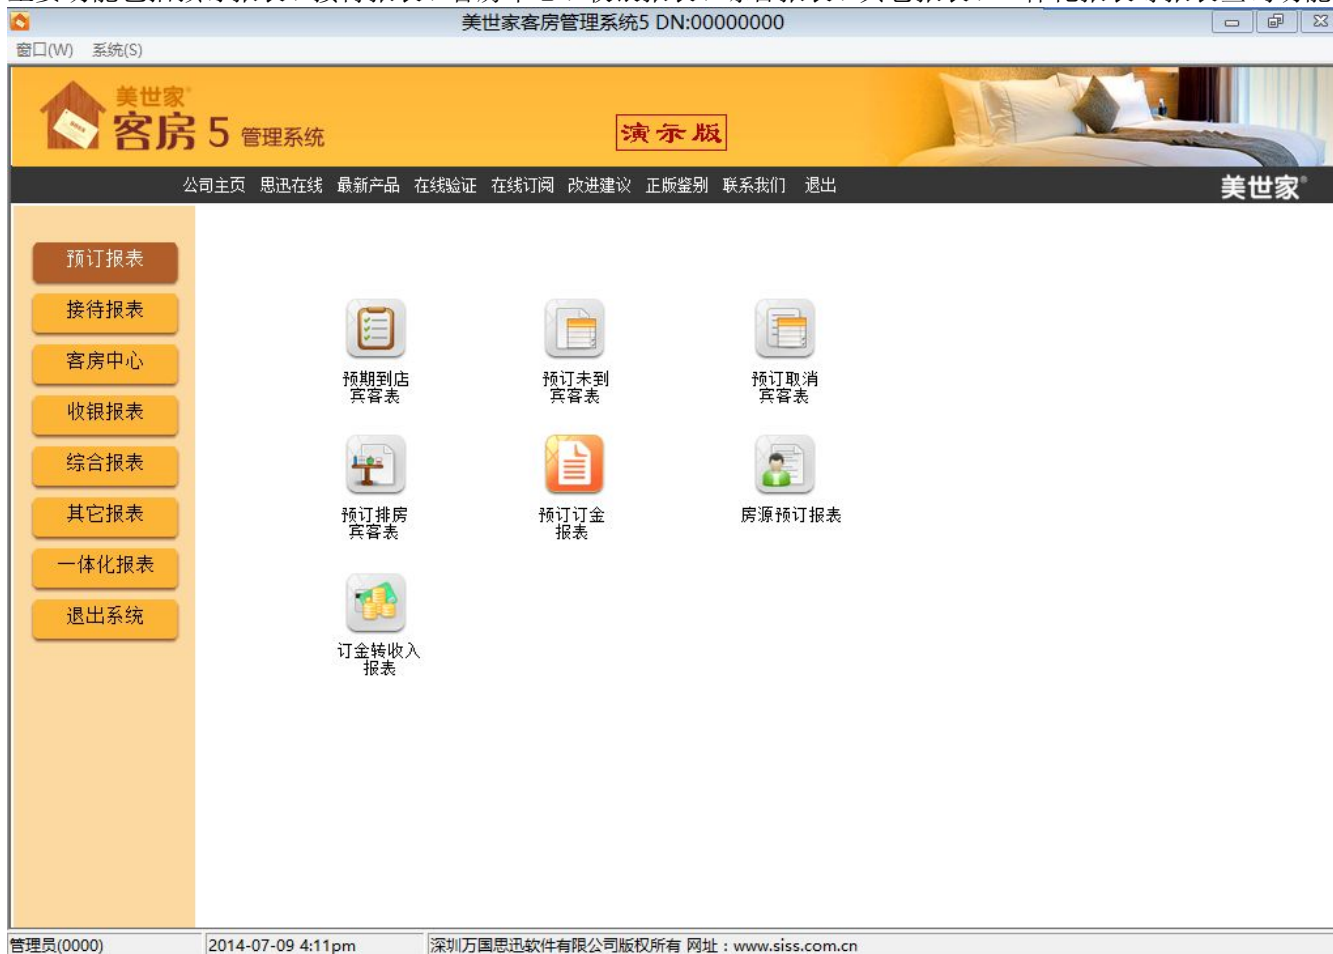 美世家客房管理系统5 DN:00000000
窗口(W) 系统(S)
美世家
客房 5 管理系统
演示版
公司主页 思迅在线 最新产品 在线验证 在线订阅 改进建议 正版鉴别 联系我们 退出
美世家®
预订报表
接待报表
客房中心
收银报表
综合报表
其它报表
一体化报表
退出系统
预期到店
宾客表
预订未到
宾客表
预订取消
宾客表
预订排房
宾客表
预订订金
报表
房源预订报表
订金转收入
报表
管理员(0000) 2014-07-09 4:11pm 深圳万国思迅软件有限公司版权所有 网址：www.siss.com.cn